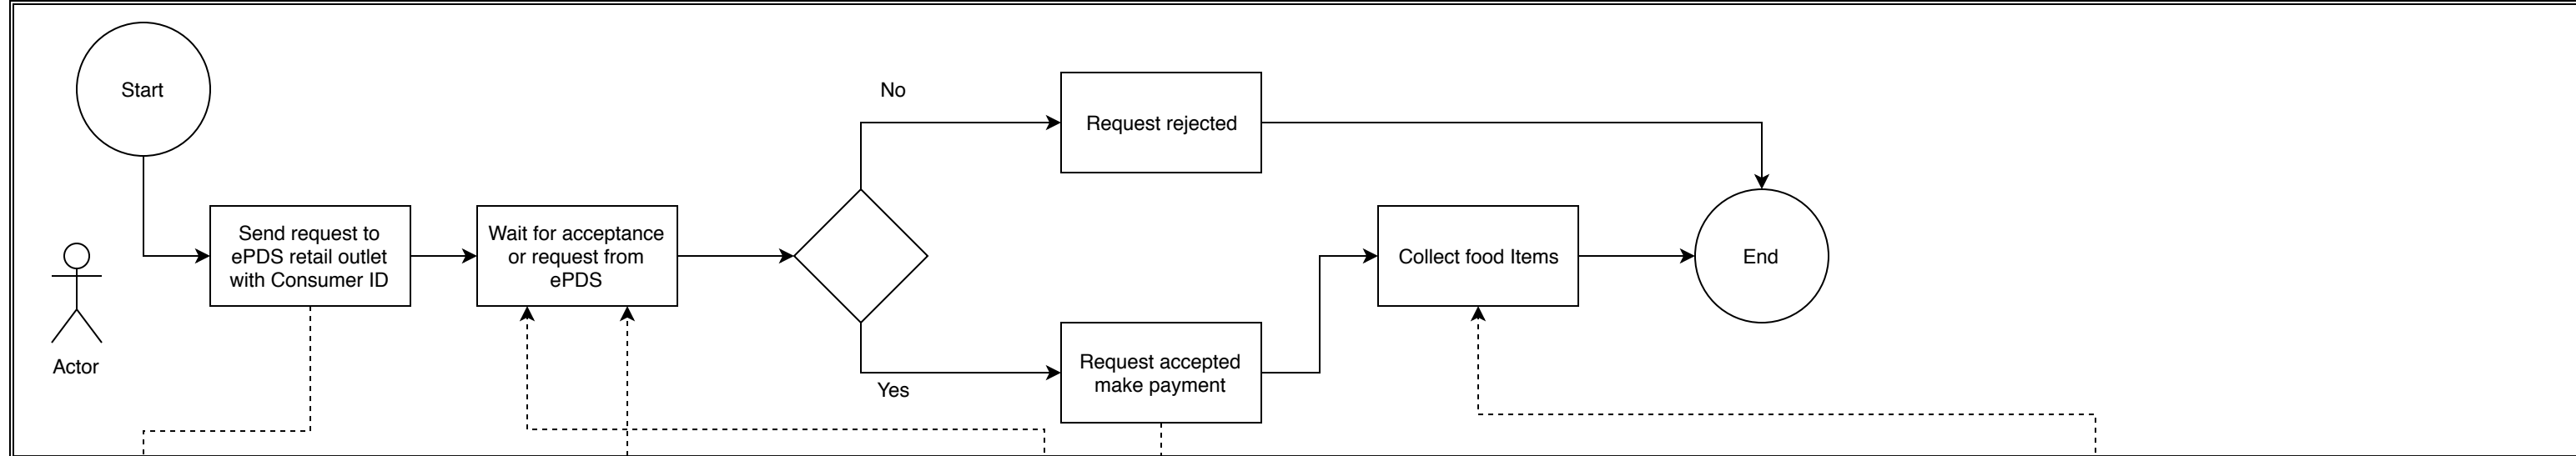 Start
No
Request rejected
Send request to
ePDS retail outlet
with Consumer ID
Wait for acceptance
or request from
ePDS
Collect food Items
End
Actor
Request accepted
make payment
Yes